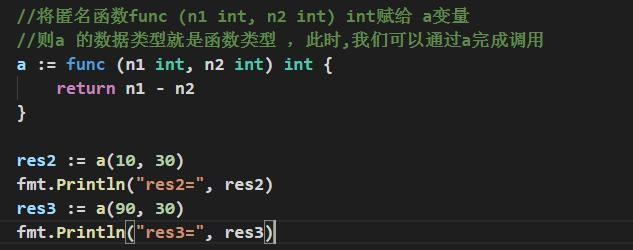 //将匿名函数func (n1 int, n2 int) int赋给 a变量
//则a 的数据类型就是函数类型 ，此时,我们可以通过a完成调用
a := func (n1 int, n2 int) int {
    return n1 - n2
}
res2 := a(10, 30)
fmt.Println("res2=", res2)
res3 := a(90, 30)
fmt.Println("res3=", res3)